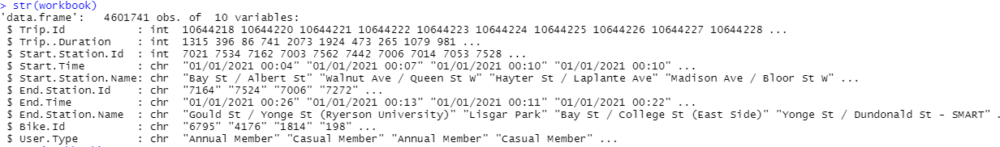 > str(workbook)
'data.frame':   4601741 obs. of  10 variables:
 $ Trip.Id           : int  10644218 10644220 10644221 10644222 10644223 10644224 10644225 10644226 10644227 10644228 ...
 $ Trip..Duration    : int  1315 396 86 741 2073 1924 473 265 1079 981 ...
 $ Start.Station.Id  : int  7021 7534 7162 7003 7562 7442 7006 7014 7053 7528 ...
 $ Start.Time        : chr  "01/01/2021 00:04" "01/01/2021 00:07" "01/01/2021 00:10" "01/01/2021 00:10" ...
 $ Start.Station.Name: chr  "Bay St / Albert St" "Walnut Ave / Queen St W" "Hayter St / Laplante Ave" "Madison Ave / Bloor St W" ...
 $ End.Station.Id    : chr  "7164" "7524" "7006" "7272" ...
 $ End.Time          : chr  "01/01/2021 00:26" "01/01/2021 00:13" "01/01/2021 00:11" "01/01/2021 00:22" ...
 $ End.Station.Name  : chr  "Gould St / Yonge St (Ryerson University)" "Lisgar Park" "Bay St / College St (East Side)" "Yonge St / Dundonald St - SMART" .
 $ Bike.Id           : chr  "6795" "4176" "1814" "198" ...
 $ User.Type         : chr  "Annual Member" "Casual Member" "Annual Member" "Casual Member" ...